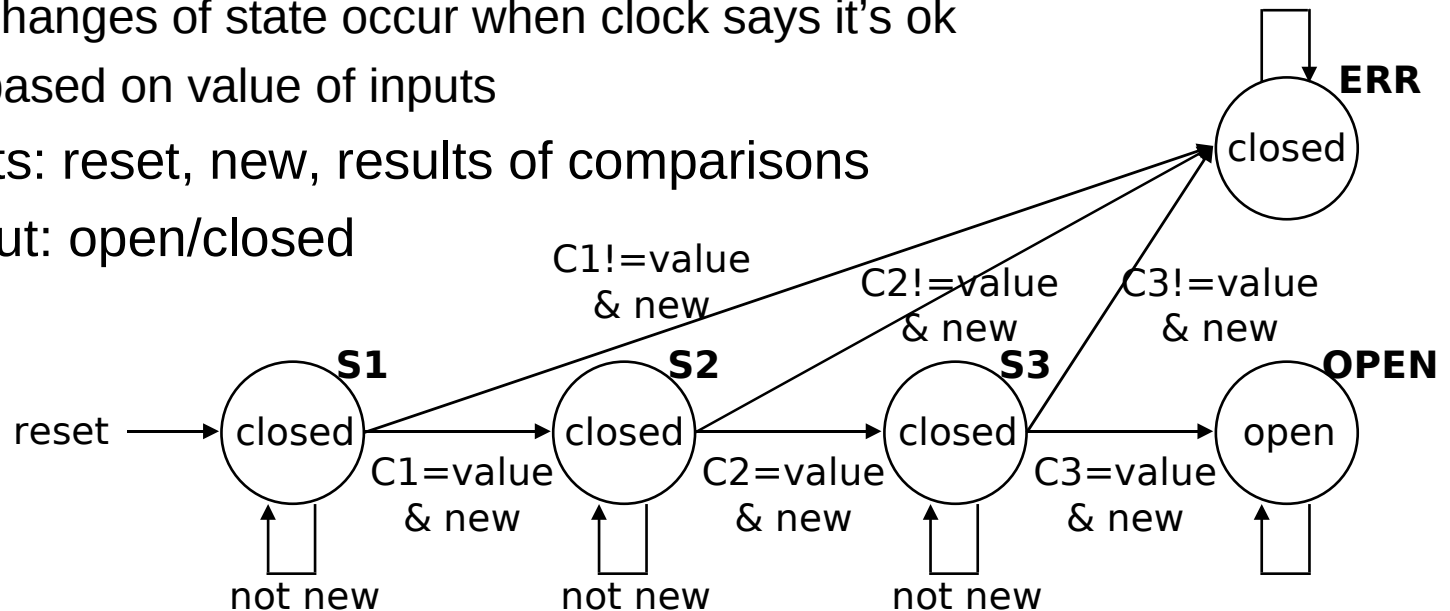 hanges of state occur when clock says it’s ok
ased on value of inputs
ts: reset, new, results of comparisons
ut: open/closed
ERR
closed
C1!=value
& new
C2!=value
& new
C3!=value
& new
S1
S2
S3
OPEN
reset
closed
closed
closed
open
C1=value
& new
C2=value
& new
C3=value
& new
not new
not new
not new